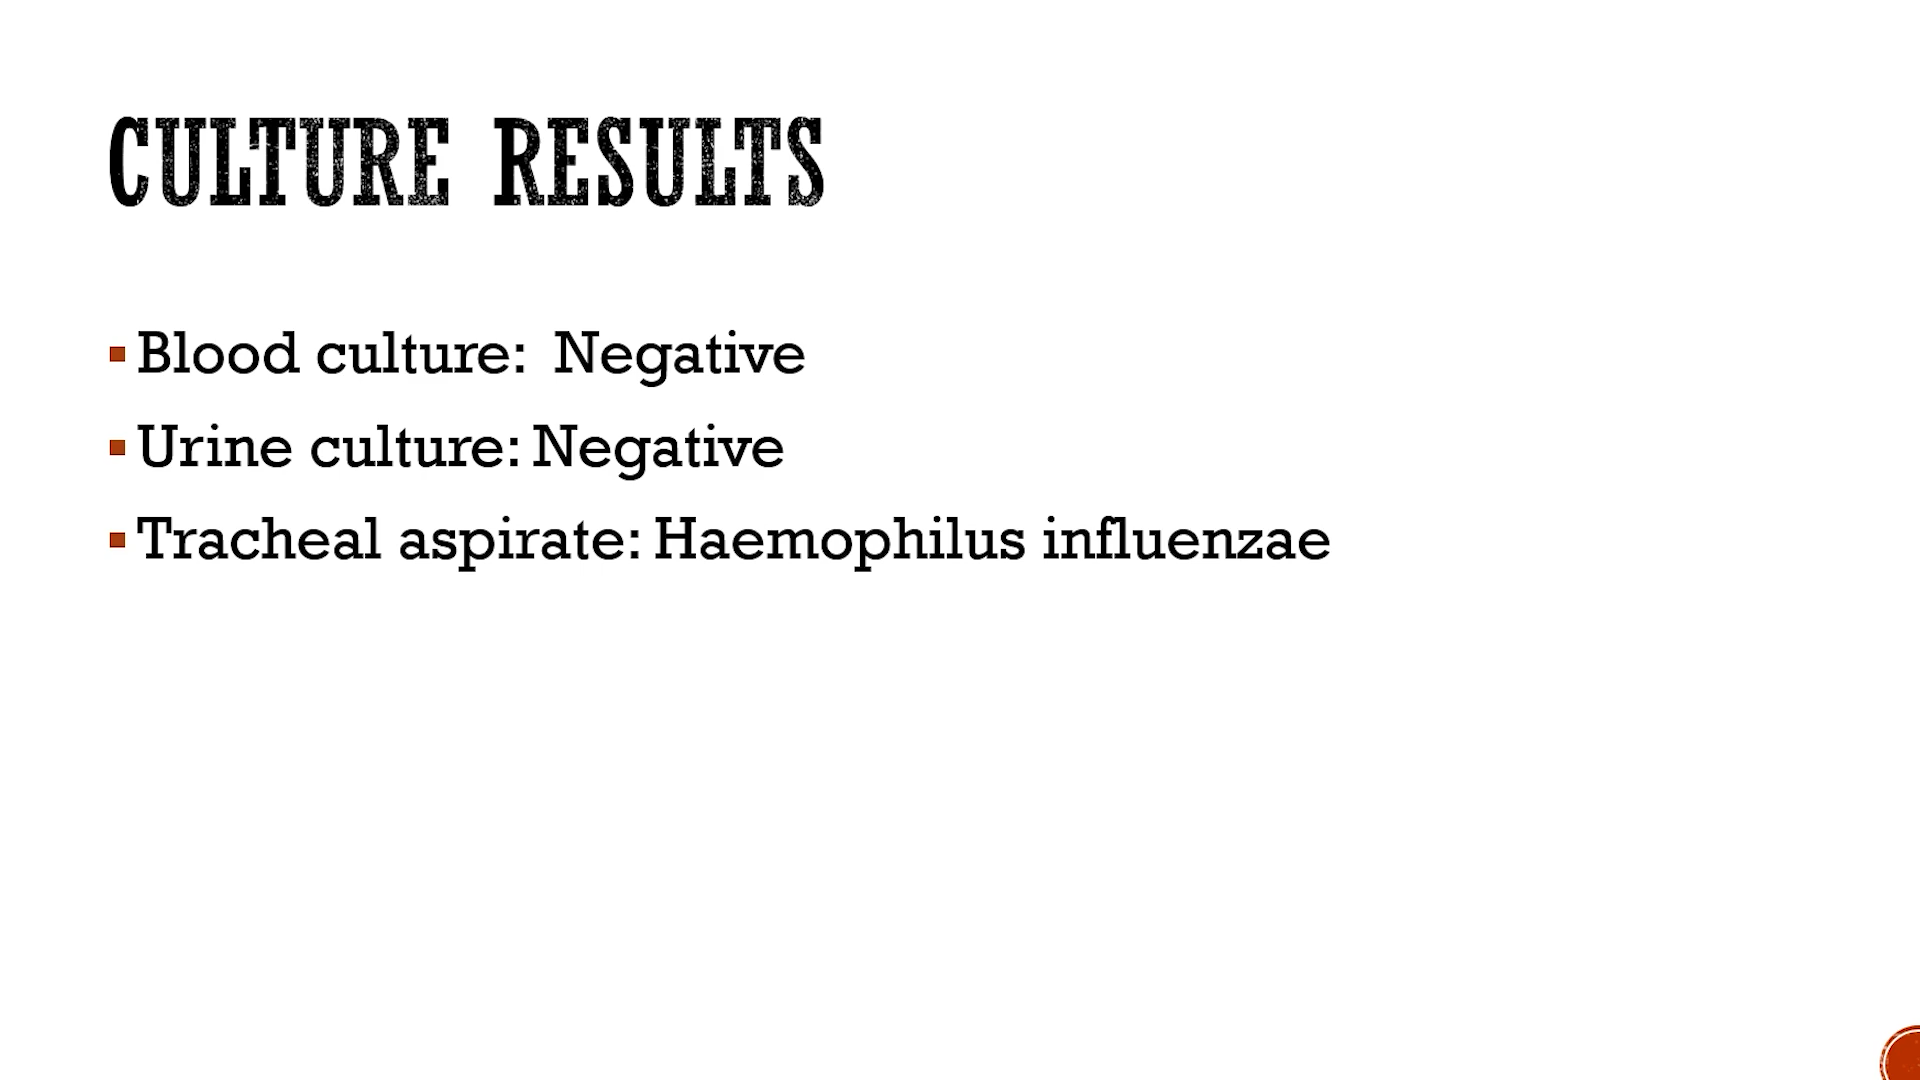 CULTURE RESULTS
Blood culture: Negative
Urine culture: Negative
Tracheal aspirate: Haemophilus influenzae